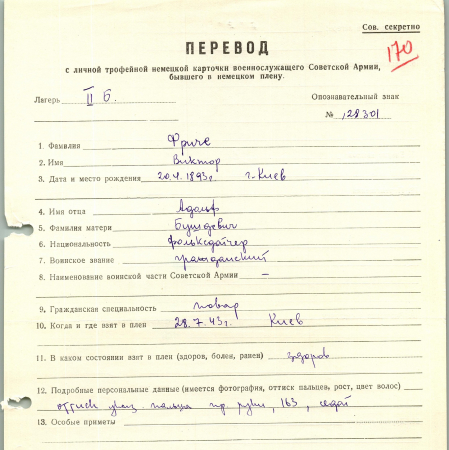 Сов. секретно
170
ПЕРЕВОД
с личной трофейной немецкой карточки военнослужащего Советской Армии,
бывшего в немецком плену.
Лагерь II б.
Опознавательный знак
№ 128301
1. Фамилия Фриче
2. Имя Виктор
3. Дата и место рождения 20.4.1893г. г. Киев
4. Имя отца Адольф
5. Фамилия матери
6. Национальность фольксдойчер
7. Воинское звание гражданский
8. Наименование воинской части Советской Армии —
9. Гражданская специальность повар
10. Когда и где взят в плен 28.7.43г. Киев
11. В каком состоянии взят в плен (здоров, болен, ранен) здоров
12. Подробные персональные данные (имеется фотография, оттиск пальцев, рост, цвет волос)
оттиск указ. пальца пр. руки, 163, седой
13. Особые приметы